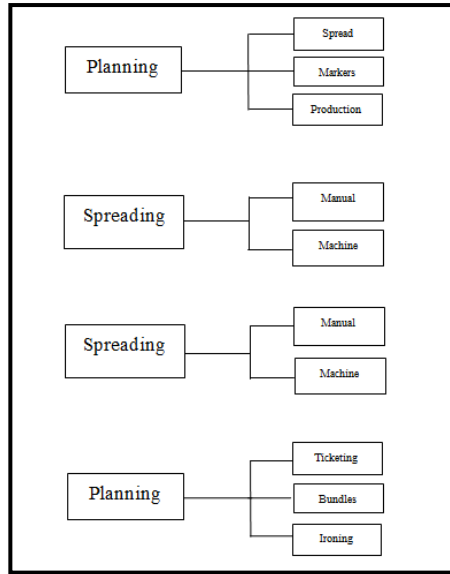 Planning
Spread
Markers
Production
Spreading
Manual
Machine
Spreading
Manual
Machine
Planning
Ticketing
Bundles
Ironing